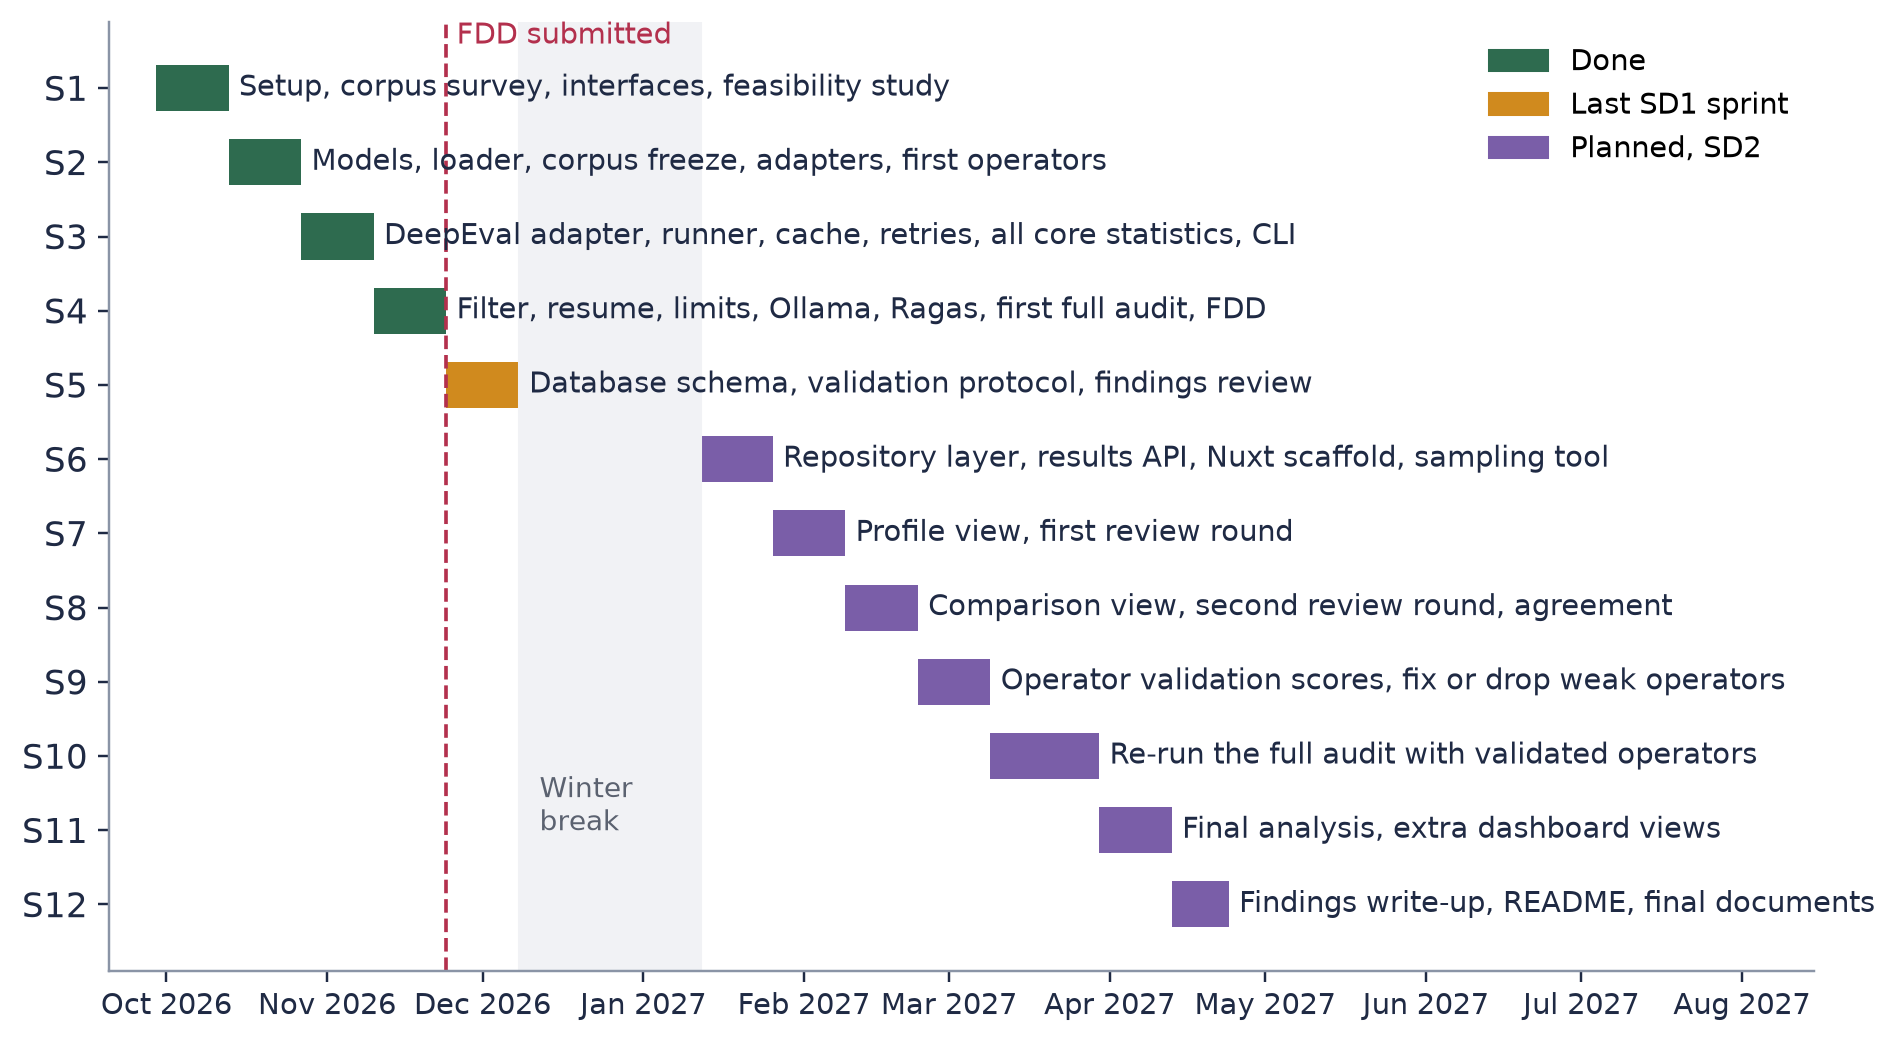 FDD submitted
Done
Last SD1 sprint
Planned, SD2
S1 Setup, corpus survey, interfaces, feasibility study
S2 Models, loader, corpus freeze, adapters, first operators
S3 DeepEval adapter, runner, cache, retries, all core statistics, CLI
S4 Filter, resume, limits, Ollama, Ragas, first full audit, FDD
S5 Database schema, validation protocol, findings review
S6 Repository layer, results API, Nuxt scaffold, sampling tool
S7 Profile view, first review round
S8 Comparison view, second review round, agreement
S9 Operator validation scores, fix or drop weak operators
S10 Re-run the full audit with validated operators
Winter
break
S11 Final analysis, extra dashboard views
S12 Findings write-up, README, final documents
Oct 2026 Nov 2026 Dec 2026 Jan 2027 Feb 2027 Mar 2027 Apr 2027 May 2027 Jun 2027 Jul 2027 Aug 2027